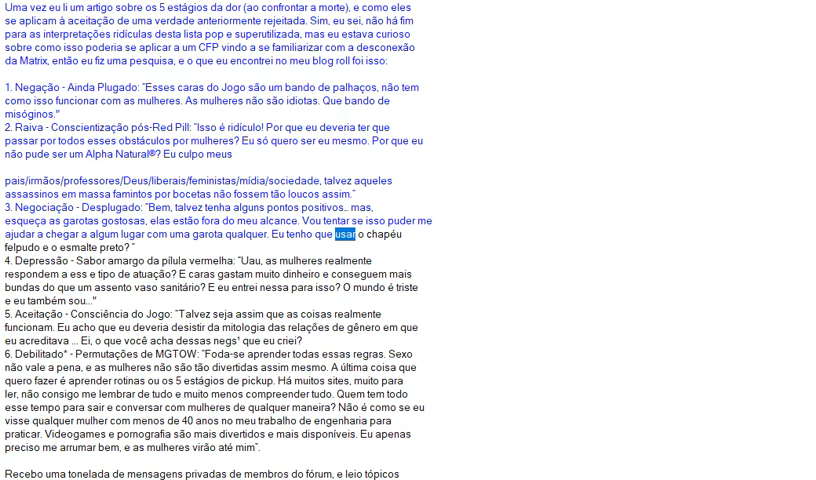 Uma vez eu li um artigo sobre os 5 estágios da dor (ao confrontar a morte), e como eles
se aplicam à aceitação de uma verdade anteriormente rejeitada. Sim, eu sei, não há fim
para as interpretações ridículas desta lista pop e superutilizada, mas eu estava curioso
sobre como isso poderia se aplicar a um CFP vindo a se familiarizar com a desconexão
da Matrix, então eu fiz uma pesquisa, e o que eu encontrei no meu blog roll foi isso:
1. Negação - Ainda Plugado: "Esses caras do Jogo são um bando de palhaços, não tem
como isso funcionar com as mulheres. As mulheres não são idiotas. Que bando de
misóginos."
2. Raiva - Conscientização pós-Red Pill: "Isso é ridículo! Por que eu deveria ter que
passar por todos esses obstáculos por mulheres? Eu só quero ser eu mesmo. Por que eu
não pude ser um Alpha Natural®? Eu culpo meus
pais/irmãos/professores/Deus/liberais/feministas/mídia/sociedade, talvez aqueles
assassinos em massa famintos por bocetas não fossem tão loucos assim."
3. Negociação - Desplugado: "Bem, talvez tenha alguns pontos positivos... mas,
esqueça as garotas gostosas, elas estão fora do meu alcance. Vou tentar se isso puder me
ajudar a chegar a algum lugar com uma garota qualquer. Eu tenho que usar o chapéu
felpudo e o esmalte preto? "
4. Depressão - Sabor amargo da pílula vermelha: "Uau, as mulheres realmente
respondem a ess e tipo de atuação? E caras gastam muito dinheiro e conseguem mais
bundas do que um assento vaso sanitário? E eu entrei nessa para isso? O mundo é triste
e eu também sou..."
5. Aceitação - Consciência do Jogo: "Talvez seja assim que as coisas realmente
funcionam. Eu acho que eu deveria desistir da mitologia das relações de gênero em que
eu acreditava ... Ei, o que você acha dessas negs¹ que eu criei?
6. Debilitado* - Permutações de MGTOW: "Foda-se aprender todas essas regras. Sexo
não vale a pena, e as mulheres não são tão divertidas assim mesmo. A última coisa que
quero fazer é aprender rotinas ou os 5 estágios de pickup. Há muitos sites, muito para
ler, não consigo me lembrar de tudo e muito menos compreender tudo. Quem tem todo
esse tempo para sair e conversar com mulheres de qualquer maneira? Não é como se eu
visse qualquer mulher com menos de 40 anos no meu trabalho de engenharia para
praticar. Videogames e pornografia são mais divertidos e mais disponíveis. Eu apenas
preciso me arrumar bem, e as mulheres virão até mim".
Recebo uma tonelada de mensagens privadas de membros do fórum, e leio tópicos